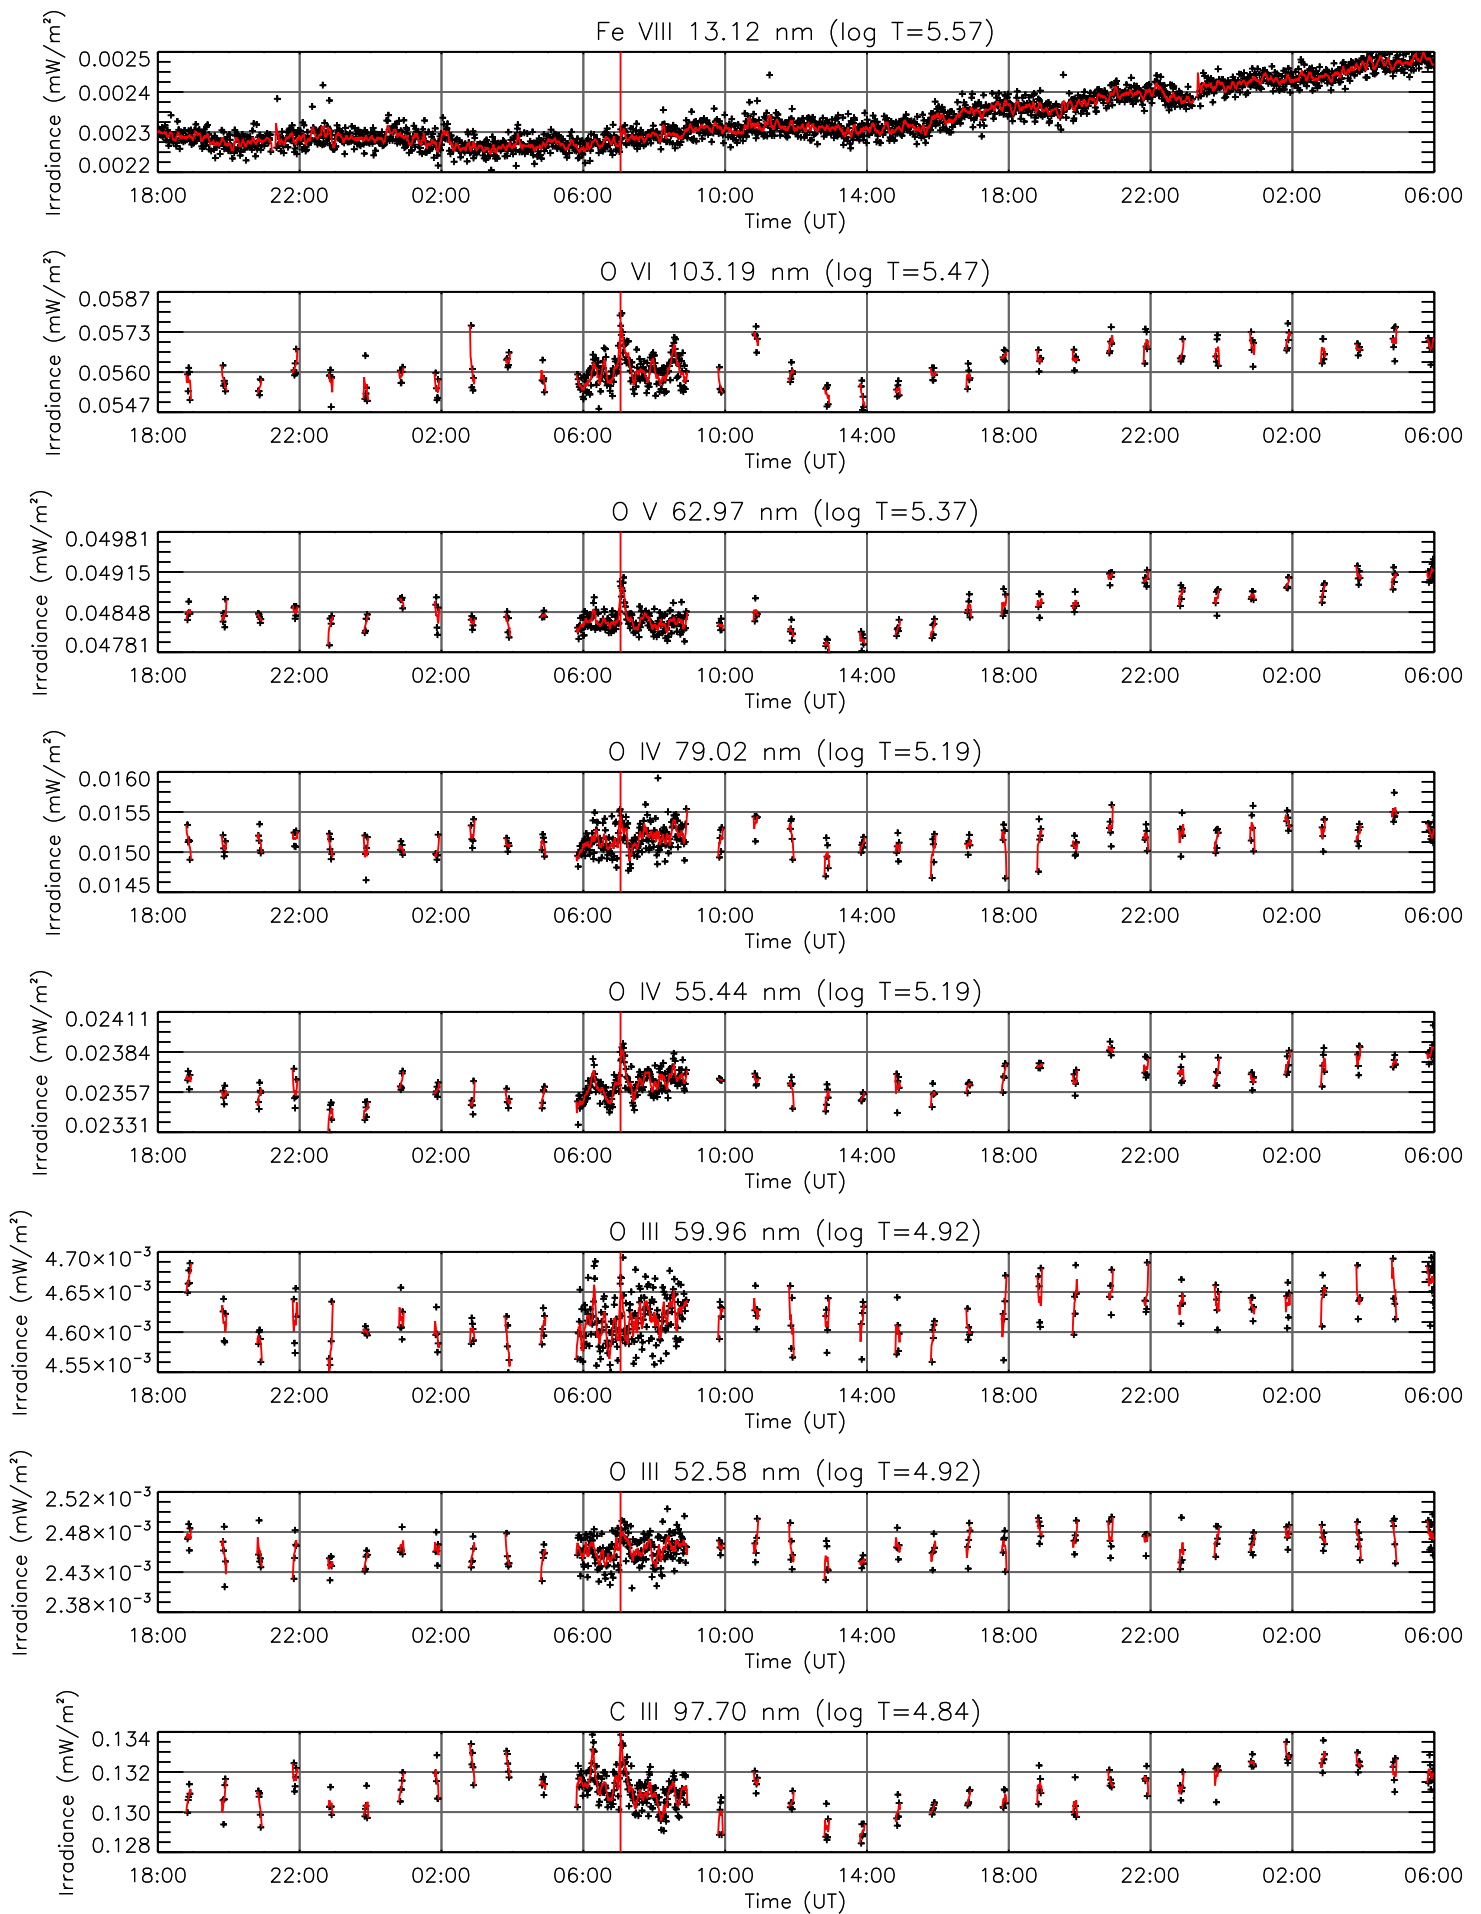 Fe VIII 13.12 nm (log T=5.57)
Irradiance (mW/m²)
0.0025
0.0024
0.0023
0.0022
18:00 22:00 02:00 06:00 10:00 14:00 18:00 22:00 02:00 06:00
Time (UT)
O VI 103.19 nm (log T=5.47)
Irradiance (mW/m²)
0.0587
0.0573
0.0560
0.0547
18:00 22:00 02:00 06:00 10:00 14:00 18:00 22:00 02:00 06:00
Time (UT)
O V 62.97 nm (log T=5.37)
Irradiance (mW/m²)
0.04981
0.04915
0.04848
0.04781
18:00 22:00 02:00 06:00 10:00 14:00 18:00 22:00 02:00 06:00
Time (UT)
O IV 79.02 nm (log T=5.19)
Irradiance (mW/m²)
0.0160
0.0155
0.0150
0.0145
18:00 22:00 02:00 06:00 10:00 14:00 18:00 22:00 02:00 06:00
Time (UT)
O IV 55.44 nm (log T=5.19)
Irradiance (mW/m²)
0.02411
0.02384
0.02357
0.02331
18:00 22:00 02:00 06:00 10:00 14:00 18:00 22:00 02:00 06:00
Time (UT)
O III 59.96 nm (log T=4.92)
Irradiance (mW/m²)
4.70×10⁻³
4.65×10⁻³
4.60×10⁻³
4.55×10⁻³
18:00 22:00 02:00 06:00 10:00 14:00 18:00 22:00 02:00 06:00
Time (UT)
O III 52.58 nm (log T=4.92)
Irradiance (mW/m²)
2.52×10⁻³
2.48×10⁻³
2.43×10⁻³
2.38×10⁻³
18:00 22:00 02:00 06:00 10:00 14:00 18:00 22:00 02:00 06:00
Time (UT)
C III 97.70 nm (log T=4.84)
Irradiance (mW/m²)
0.134
0.132
0.130
0.128
18:00 22:00 02:00 06:00 10:00 14:00 18:00 22:00 02:00 06:00
Time (UT)